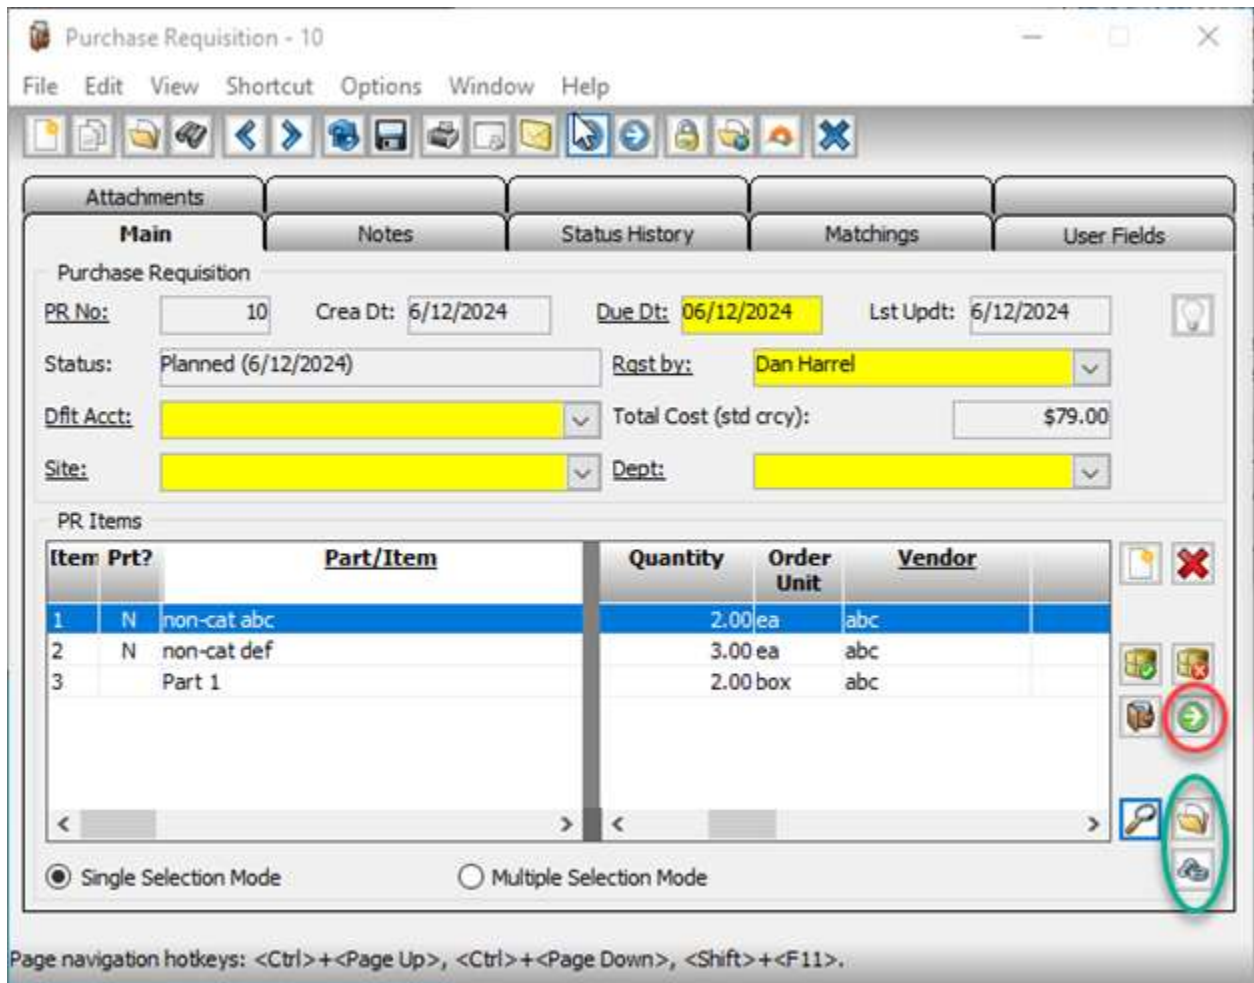 Purchase Requisition - 10
File Edit View Shortcut Options Window Help
Attachments
Main Notes Status History Matchings User Fields
Purchase Requisition
PR No: 10 Crea Dt: 6/12/2024 Due Dt: 06/12/2024 Lst Updt: 6/12/2024
Status: Planned (6/12/2024) Rqst by: Dan Harrel
Dflt Acct: Total Cost (std crcy): $79.00
Site: Dept:
PR Items
Item Prt? Part/Item Quantity Order Vendor
Unit
1 N non-cat abc 2.00 ea abc
2 N non-cat def 3.00 ea abc
3 Part 1 2.00 box abc
Single Selection Mode Multiple Selection Mode
Page navigation hotkeys: <Ctrl>+<Page Up>, <Ctrl>+<Page Down>, <Shift>+<F11>.